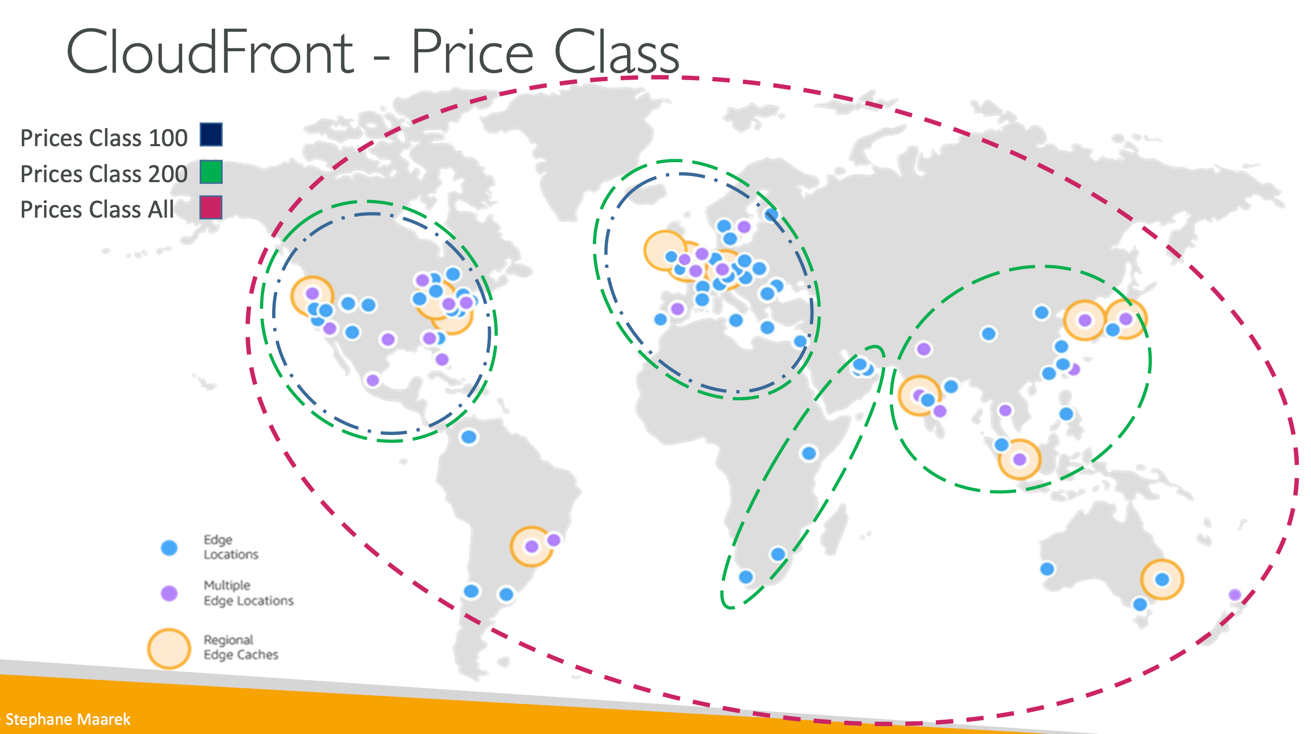 CloudFront - Price Class
Prices Class 100
Prices Class 200
Prices Class All
Edge
Locations
Multiple
Edge Locations
Regional
Edge Caches
Stephane Maarek